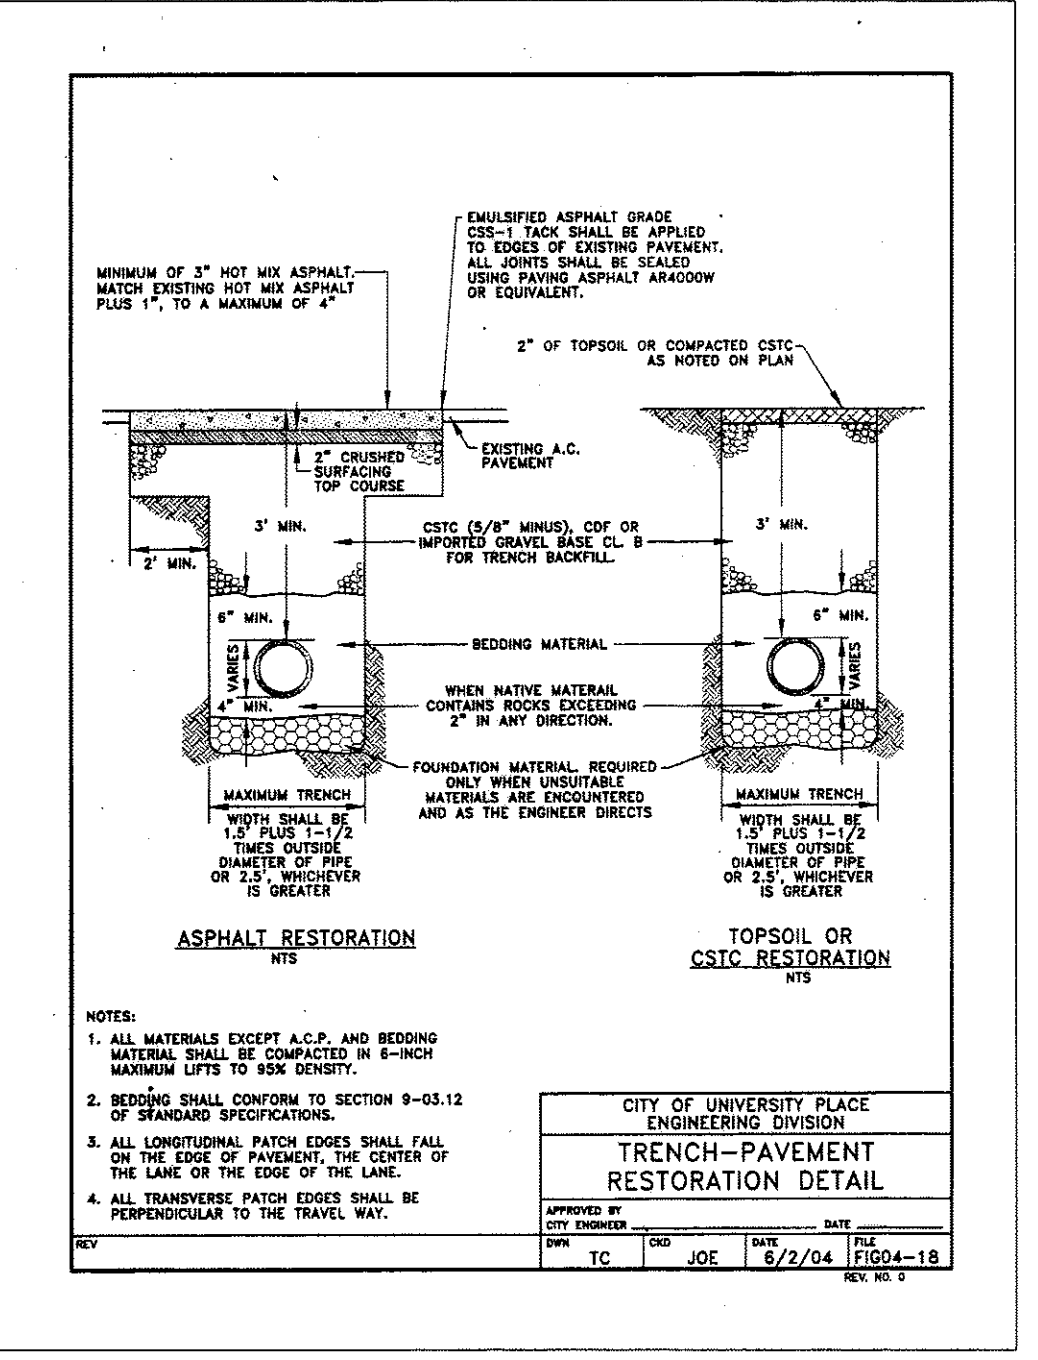 EMULSIFIED ASPHALT GRADE
CSS-1 TACK SHALL BE APPLIED
TO EDGES OF EXISTING PAVEMENT.
ALL JOINTS SHALL BE SEALED
USING PAVING ASPHALT AR4000W
OR EQUIVALENT.
MINIMUM OF 3" HOT MIX ASPHALT.
MATCH EXISTING HOT MIX ASPHALT
PLUS 1", TO A MAXIMUM OF 4"
2" OF TOPSOIL OR COMPACTED CSTC
AS NOTED ON PLAN
2" CRUSHED
SURFACING
TOP COURSE
EXISTING A.C.
PAVEMENT
3' MIN.
CSTC (5/8" MINUS), CDF OR
IMPORTED GRAVEL BASE CL. B
FOR TRENCH BACKFILL.
3' MIN.
2' MIN.
6" MIN.
6" MIN.
BEDDING MATERIAL
VARIES
VARIES
WHEN NATIVE MATERAIL
CONTAINS ROCKS EXCEEDING
2" IN ANY DIRECTION.
4" MIN.
4" MIN.
FOUNDATION MATERIAL REQUIRED
ONLY WHEN UNSUITABLE
MATERIALS ARE ENCOUNTERED
AND AS THE ENGINEER DIRECTS
MAXIMUM TRENCH
WIDTH SHALL BE
1.5' PLUS 1-1/2
TIMES OUTSIDE
DIAMETER OF PIPE
OR 2.5', WHICHEVER
IS GREATER
MAXIMUM TRENCH
WIDTH SHALL BE
1.5' PLUS 1-1/2
TIMES OUTSIDE
DIAMETER OF PIPE
OR 2.5', WHICHEVER
IS GREATER
ASPHALT RESTORATION
NTS
TOPSOIL OR
CSTC RESTORATION
NTS
NOTES:
1. ALL MATERIALS EXCEPT A.C.P. AND BEDDING
MATERIAL SHALL BE COMPACTED IN 6-INCH
MAXIMUM LIFTS TO 95% DENSITY.
2. BEDDING SHALL CONFORM TO SECTION 9-03.12
OF STANDARD SPECIFICATIONS.
3. ALL LONGITUDINAL PATCH EDGES SHALL FALL
ON THE EDGE OF PAVEMENT, THE CENTER OF
THE LANE OR THE EDGE OF THE LANE.
4. ALL TRANSVERSE PATCH EDGES SHALL BE
PERPENDICULAR TO THE TRAVEL WAY.
CITY OF UNIVERSITY PLACE
ENGINEERING DIVISION
TRENCH-PAVEMENT
RESTORATION DETAIL
APPROVED BY
CITY ENGINEER DATE
REV
DWN TC
CKD JOE
DATE 6/2/04
FILE FIG04-18
REV. NO. 0